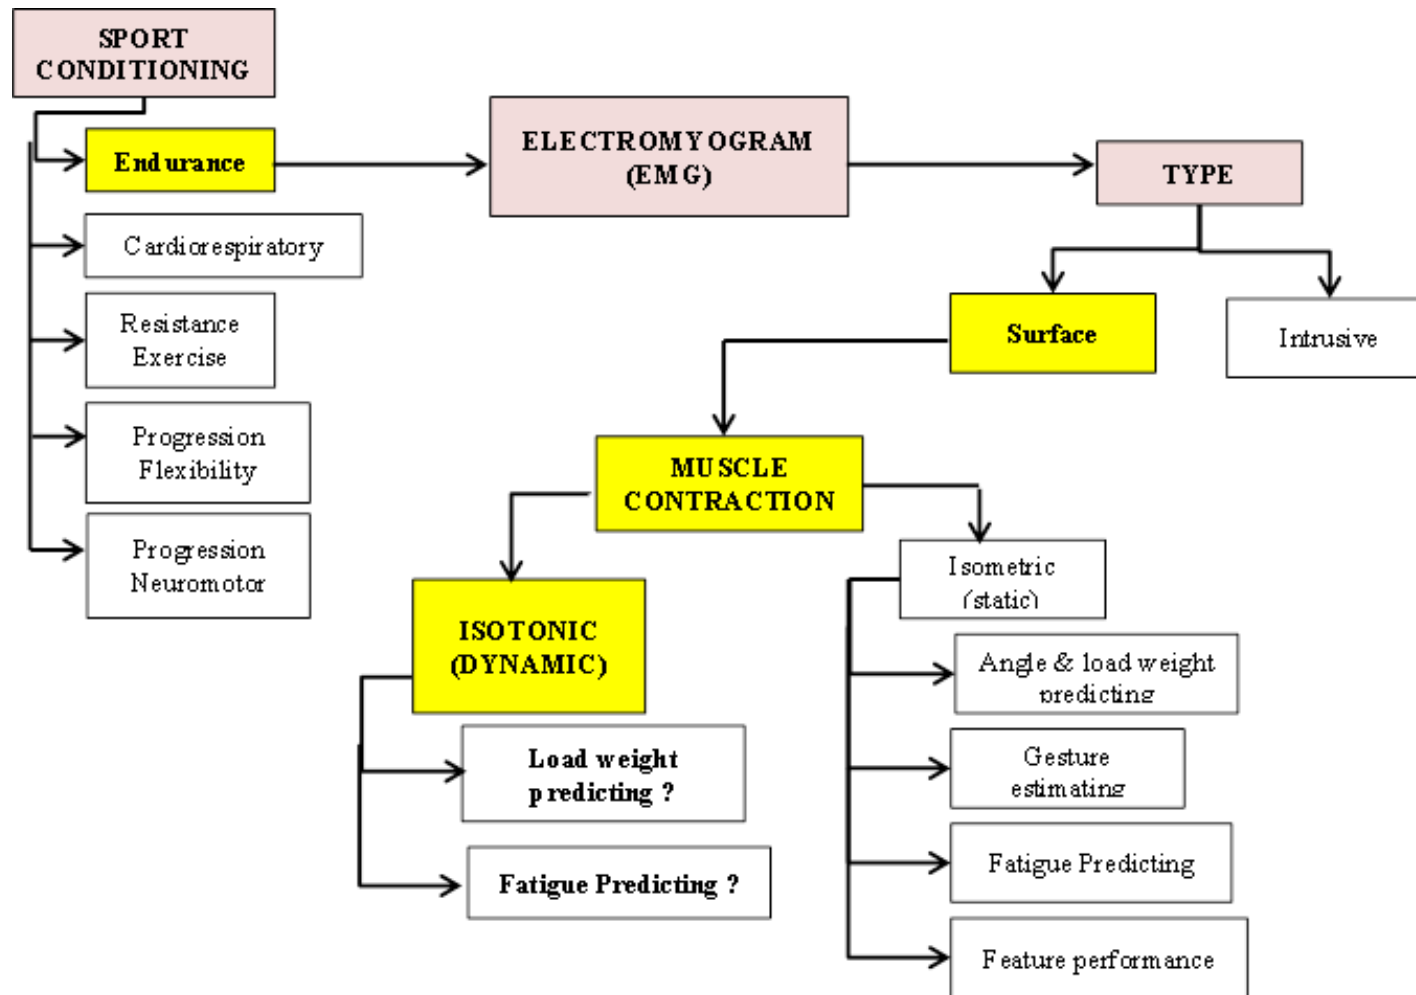 SPORT
CONDITIONING
Endurance
Cardiorespiratory
Resistance
Exercise
Progression
Flexibility
Progression
Neuromotor
ELECTROMYOGRAM
(EMG)
TYPE
Surface
Intrusive
MUSCLE
CONTRACTION
ISOTONIC
(DYNAMIC)
Load weight
predicting ?
Fatigue Predicting ?
Isometric
(static)
Angle & load weight
predicting
Gesture
estimating
Fatigue Predicting
Feature performance